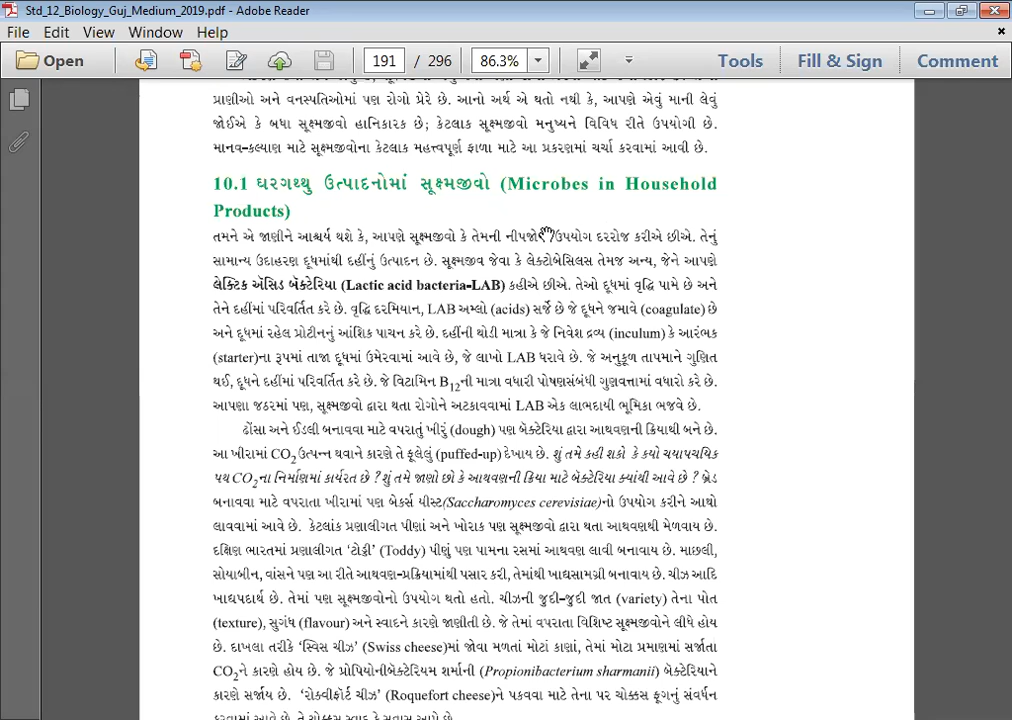 Std_12_Biology_Guj_Medium_2019.pdf - Adobe Reader
File Edit View Window Help
Open 191 / 296 86.3% Tools Fill & Sign Comment
પ્રાણીઓ અને વનસ્પતિઓમાં પણ રોગો પ્રેરે છે. આનો અર્થ એ થતો નથી કે, આપણે એવું માની લેવું
જોઈએ કે બધા સૂક્ષ્મજીવો હાનિકારક છે; કેટલાક સૂક્ષ્મજીવો મનુષ્યને વિવિધ રીતે ઉપયોગી છે.
માનવ-કલ્યાણ માટે સૂક્ષ્મજીવોના કેટલાક મહત્ત્વપૂર્ણ ફાળા માટે આ પ્રકરણમાં ચર્ચા કરવામાં આવી છે.
10.1 ઘરગથ્થુ ઉત્પાદનોમાં સૂક્ષ્મજીવો (Microbes in Household
Products)
તમને એ જાણીને આશ્ચર્ય થશે કે, આપણે સૂક્ષ્મજીવો કે તેમની નીપજો ઉપયોગ દરરોજ કરીએ છીએ. તેનું
સામાન્ય ઉદાહરણ દૂધમાંથી દહીંનું ઉત્પાદન છે. સૂક્ષ્મજીવ જેવા કે લેક્ટોબેસિલસ તેમજ અન્ય, જેને આપણે
લેક્ટિક ઍસિડ બૅક્ટેરિયા (Lactic acid bacteria-LAB) કહીએ છીએ. તેઓ દૂધમાં વૃદ્ધિ પામે છે અને
તેને દહીંમાં પરિવર્તિત કરે છે. વૃદ્ધિ દરમિયાન, LAB અમ્લો (acids) સર્જે છે જે દૂધને જમાવે (coagulate) છે
અને દૂધમાં રહેલ પ્રોટીનનું આંશિક પાચન કરે છે. દહીંની થોડી માત્રા કે જે નિવેશ દ્રવ્ય (inculum) કે આરંભક
(starter)ના રૂપમાં તાજા દૂધમાં ઉમેરવામાં આવે છે, જે લાખો LAB ધરાવે છે. જે અનુકૂળ તાપમાને ગુણિત
થઈ, દૂધને દહીંમાં પરિવર્તિત કરે છે. જે વિટામિન B12ની માત્રા વધારી પોષણસંબંધી ગુણવત્તામાં વધારો કરે છે.
આપણા જઠરમાં પણ, સૂક્ષ્મજીવો દ્વારા થતા રોગોને અટકાવવામાં LAB એક લાભદાયી ભૂમિકા ભજવે છે.
ઢોંસા અને ઈડલી બનાવવા માટે વપરાતું ખીરું (dough) પણ બૅક્ટેરિયા દ્વારા આથવણની ક્રિયાથી બને છે.
આ ખીરામાં CO2 ઉત્પન્ન થવાને કારણે તે ફૂલેલું (puffed-up) દેખાય છે. શું તમે કહી શકો કે કયો ચયાપચયિક
પથ CO2ના નિર્માણમાં કાર્યરત છે ? શું તમે જાણો છો કે આથવણની ક્રિયા માટે બૅક્ટેરિયા ક્યાંથી આવે છે ? બ્રેડ
બનાવવા માટે વપરાતા ખીરામાં પણ બેકર્સ યીસ્ટ(Saccharomyces cerevisiae)નો ઉપયોગ કરીને આથો
લાવવામાં આવે છે. કેટલાંક પ્રણાલીગત પીણાં અને ખોરાક પણ સૂક્ષ્મજીવો દ્વારા થતા આથવણથી મેળવાય છે.
દક્ષિણ ભારતમાં પ્રણાલીગત ‘ટોડ્ડી’ (Toddy) પીણું પણ પામના રસમાં આથવણ લાવી બનાવાય છે. માછલી,
સોયાબીન, વાંસને પણ આ રીતે આથવણ-પ્રક્રિયામાંથી પસાર કરી, તેમાંથી ખાદ્યસામગ્રી બનાવાય છે. ચીઝ આદિ
ખાદ્યપદાર્થ છે. તેમાં પણ સૂક્ષ્મજીવોનો ઉપયોગ થતો હતો. ચીઝની જુદી-જુદી જાત (variety) તેના પોત
(texture), સુગંધ (flavour) અને સ્વાદને કારણે જાણીતી છે. જે તેમાં વપરાતા વિશિષ્ટ સૂક્ષ્મજીવોને લીધે હોય
છે. દાખલા તરીકે ‘સ્વિસ ચીઝ’ (Swiss cheese)માં જોવા મળતાં મોટાં કાણાં, તેમાં મોટા પ્રમાણમાં સર્જાતા
CO2ને કારણે હોય છે. જે પ્રોપિયોનીબૅક્ટેરિયમ શર્માની (Propionibacterium sharmanii) બૅક્ટેરિયાને
કારણે સર્જાય છે. ‘રોક્વીફૉર્ટ ચીઝ’ (Roquefort cheese)ને પકવવા માટે તેના પર ચોક્કસ ફૂગનું સંવર્ધન
કરવામાં આવે છે. તે ચોક્કસ સ્વાદ કે સુવાસ આપે છે.